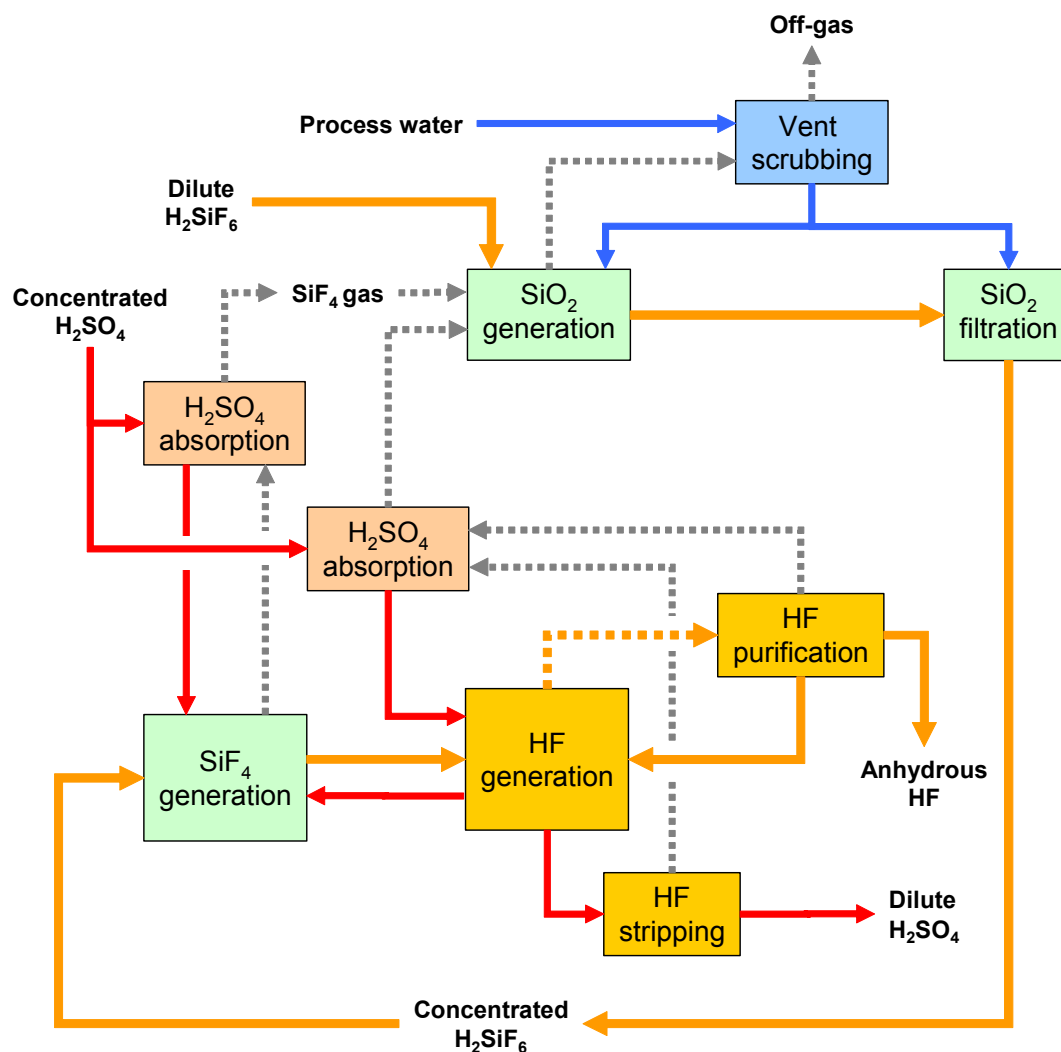 Off-gas
Process water
Vent
scrubbing
Dilute
H₂SiF₆
Concentrated
H₂SO₄
SiF₄ gas
SiO₂
generation
SiO₂
filtration
H₂SO₄
absorption
H₂SO₄
absorption
HF
purification
SiF₄
generation
HF
generation
Anhydrous
HF
HF
stripping
Dilute
H₂SO₄
Concentrated
H₂SiF₆